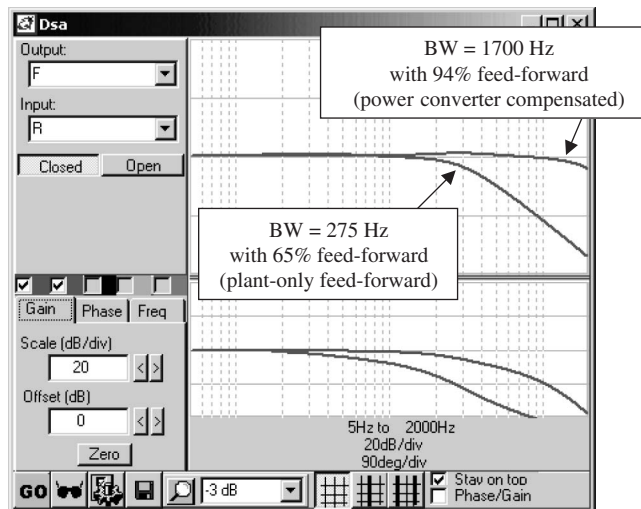 Dsa
Output:
F
Input:
R
Closed Open
BW = 1700 Hz
with 94% feed-forward
(power converter compensated)
BW = 275 Hz
with 65% feed-forward
(plant-only feed-forward)
Gain Phase Freq
Scale (dB/div)
20 < >
Offset (dB)
0 < >
Zero
5Hz to 2000Hz
20dB/div
90deg/div
GO
-3 dB
Stay on top
Phase/Gain